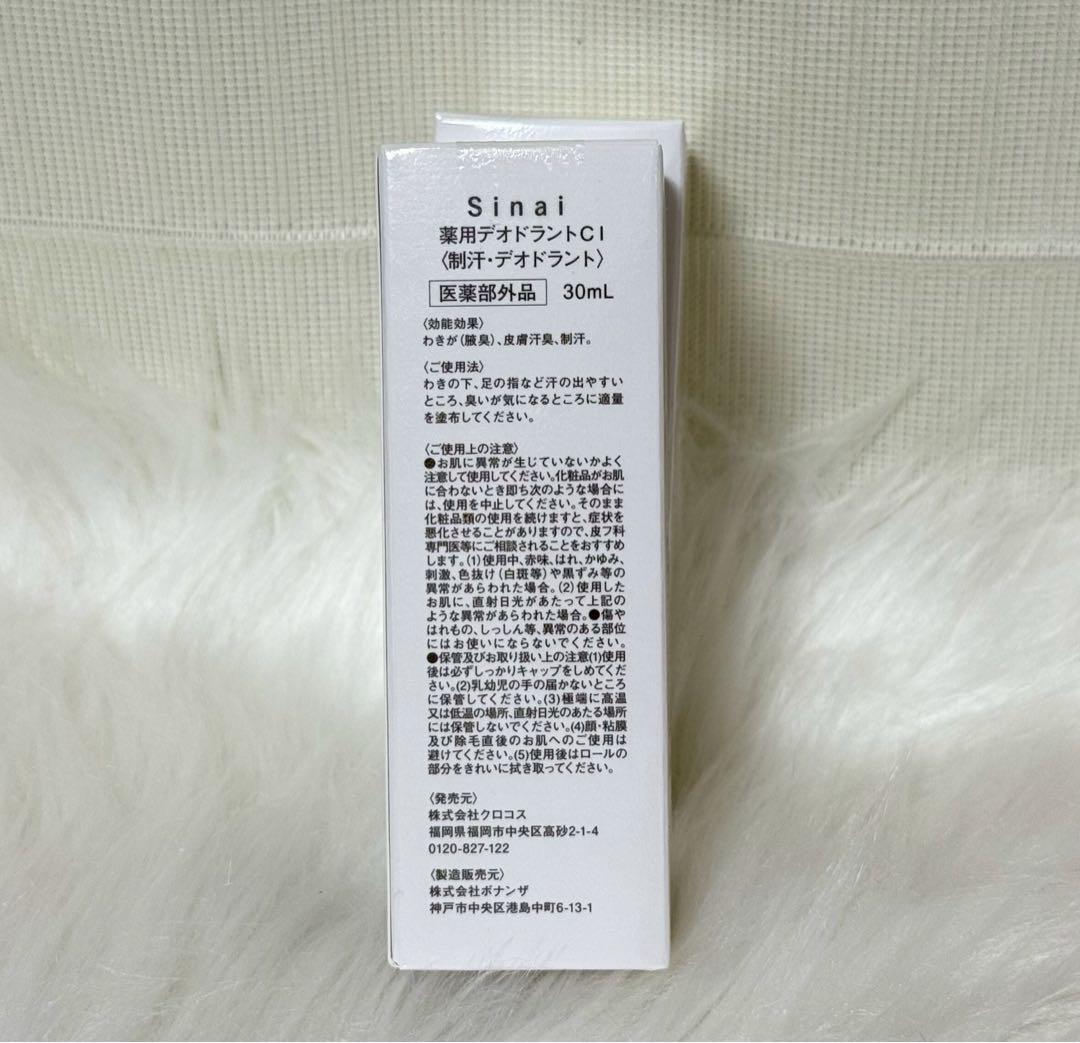 Sinai
薬用デオドラントCI
〈制汗・デオドラント〉
医薬部外品 30mL
〈効能効果〉
わきが(腋臭)、皮膚汗臭、制汗。
〈ご使用法〉
わきの下、足の指など汗の出やすい
ところ、臭いが気になるところに適量
を塗布してください。
〈ご使用上の注意〉
●お肌に異常が生じていないかよく
注意して使用してください。化粧品がお肌
に合わないとき即ち次のような場合に
は、使用を中止してください。そのまま
化粧品類の使用を続けますと、症状を
悪化させることがありますので、皮フ科
専門医等にご相談されることをおすすめ
します。(1)使用中、赤味、はれ、かゆみ、
刺激、色抜け(白斑等)や黒ずみ等の
異常があらわれた場合。(2)使用した
お肌に、直射日光があたって上記の
ような異常があらわれた場合。●傷や
はれもの、しっしん等、異常のある部位
にはお使いにならないでください。
●保管及びお取り扱い上の注意(1)使用
後は必ずしっかりキャップをしめてくだ
さい。(2)乳幼児の手の届かないところ
に保管してください。(3)極端に高温
又は低温の場所、直射日光のあたる場所
には保管しないでください。(4)顔・粘膜
及び除毛直後のお肌へのご使用は
避けてください。(5)使用後はロールの
部分をきれいに拭き取ってください。
〈発売元〉
株式会社クロコス
福岡県福岡市中央区高砂2-1-4
0120-827-122
〈製造販売元〉
株式会社ボナンザ
神戸市中央区港島中町6-13-1